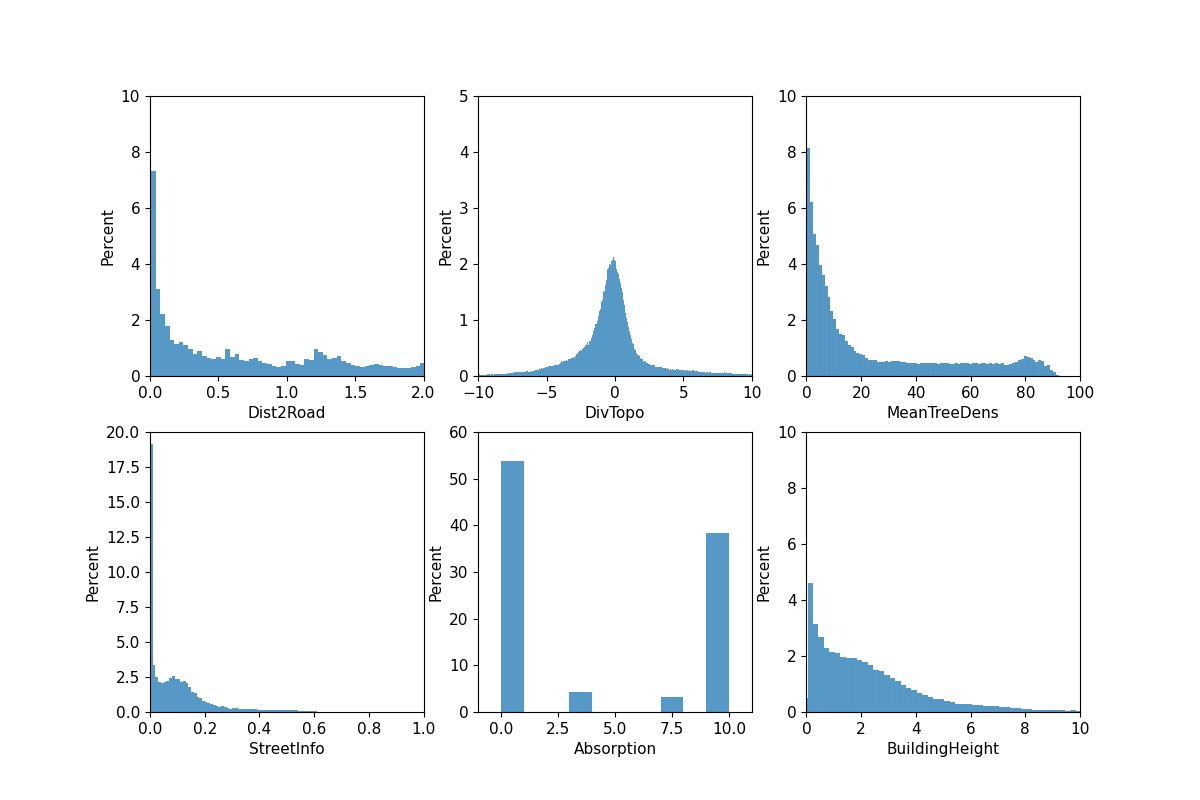 10
8
6
4
2
0
Percent
0.0 0.5 1.0 1.5 2.0
Dist2Road
5
4
3
2
1
0
Percent
−10 −5 0 5 10
DivTopo
10
8
6
4
2
0
Percent
0 20 40 60 80 100
MeanTreeDens
20.0
17.5
15.0
12.5
10.0
7.5
5.0
2.5
0.0
Percent
0.0 0.2 0.4 0.6 0.8 1.0
StreetInfo
60
50
40
30
20
10
0
Percent
0.0 2.5 5.0 7.5 10.0
Absorption
10
8
6
4
2
0
Percent
0 2 4 6 8 10
BuildingHeight